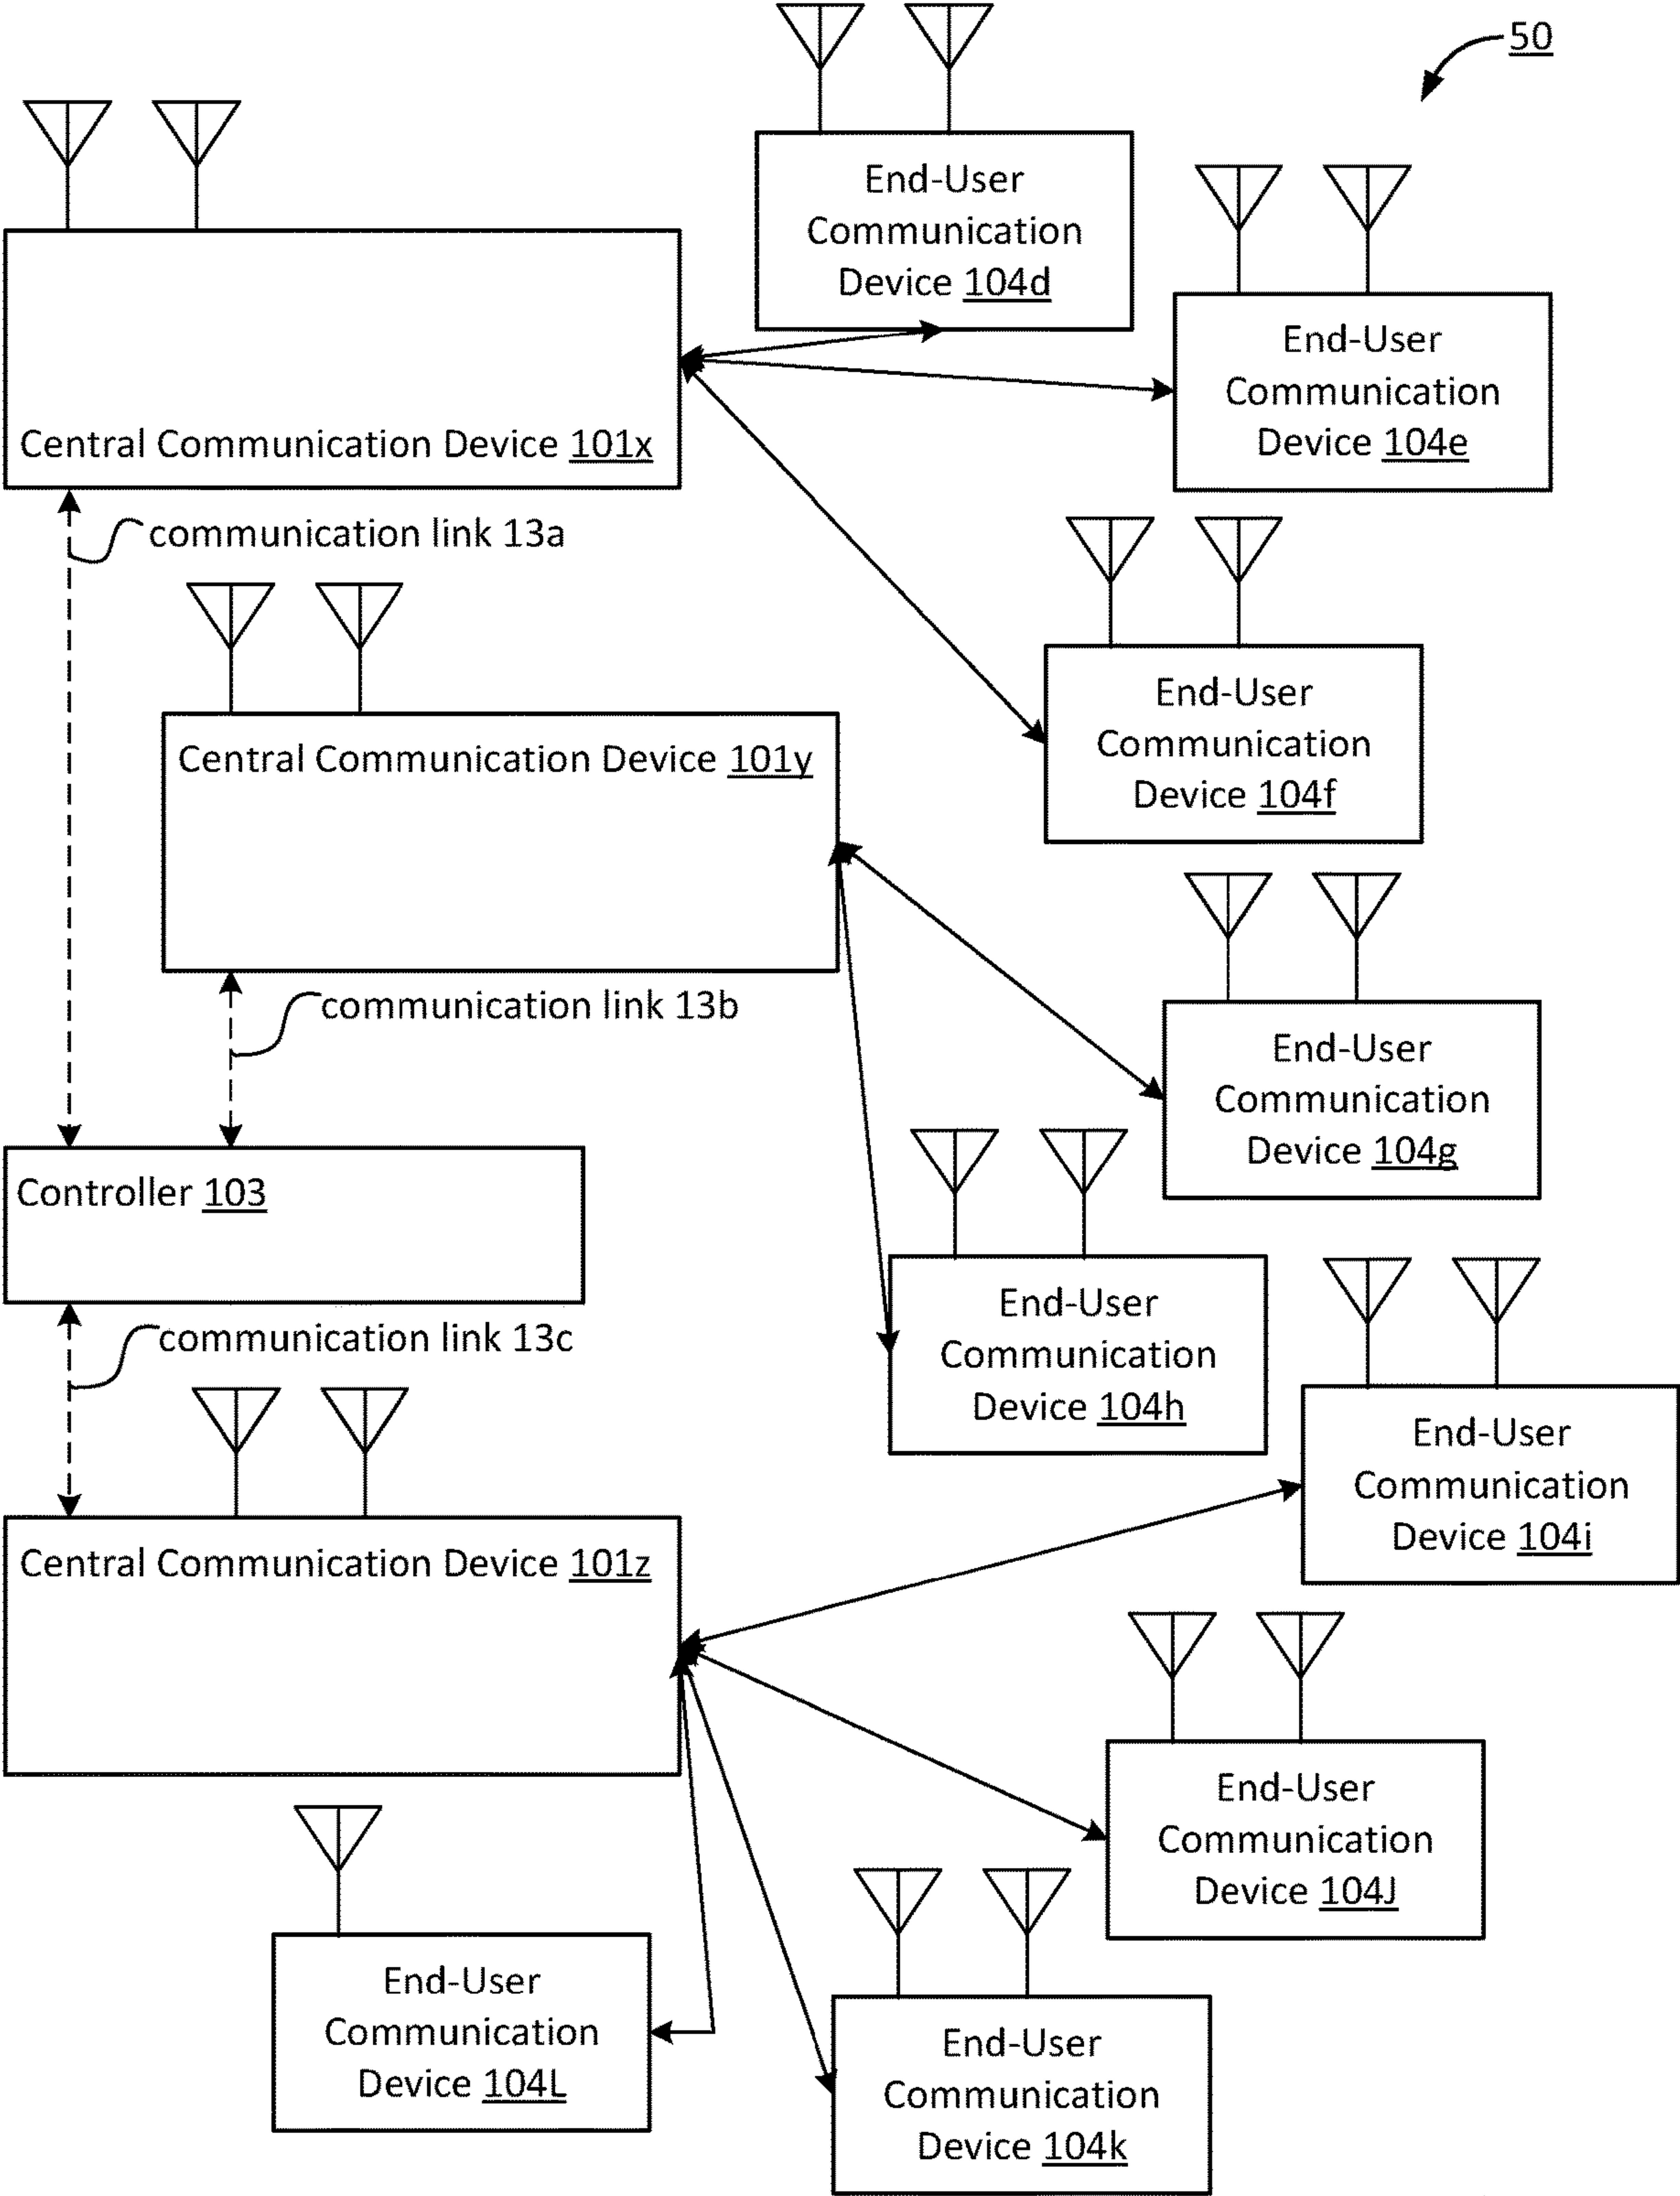 50
End-User
Communication
Device 104d
End-User
Communication
Device 104e
Central Communication Device 101x
communication link 13a
End-User
Communication
Device 104f
Central Communication Device 101y
communication link 13b
End-User
Communication
Device 104g
Controller 103
communication link 13c
End-User
Communication
Device 104h
End-User
Communication
Device 104i
Central Communication Device 101z
End-User
Communication
Device 104J
End-User
Communication
Device 104L
End-User
Communication
Device 104k